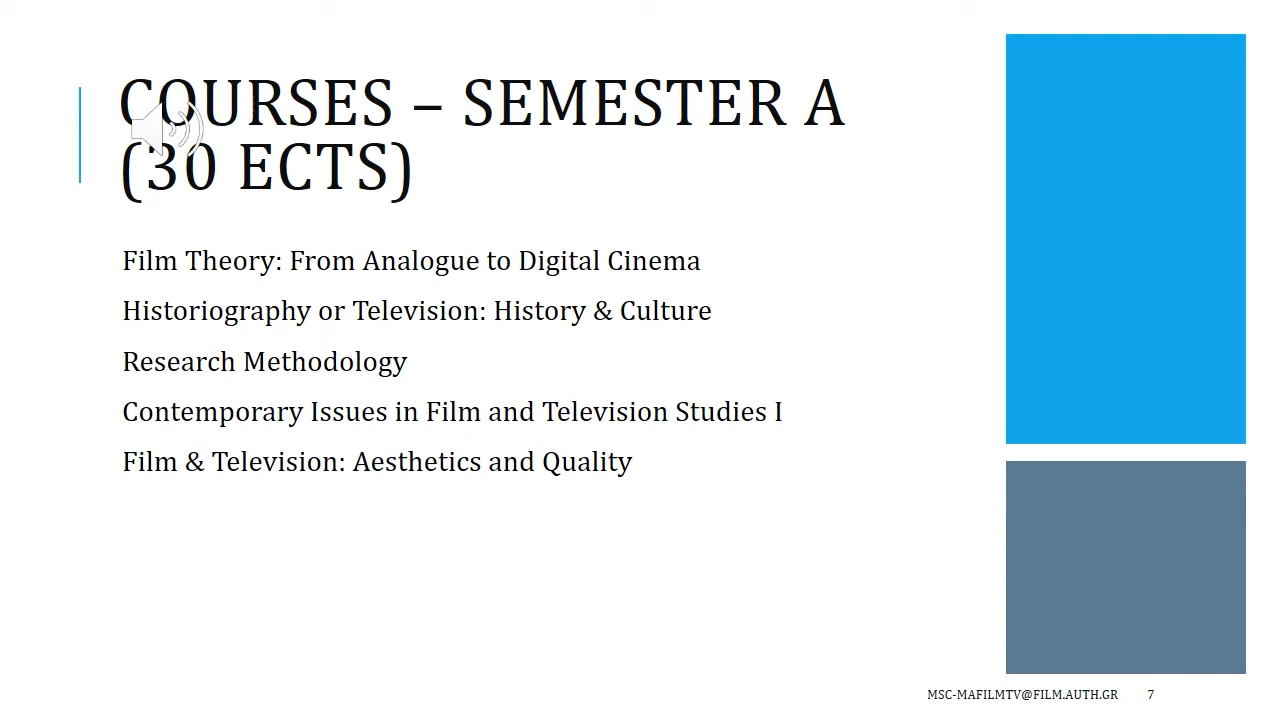 COURSES – SEMESTER A
(30 ECTS)
Film Theory: From Analogue to Digital Cinema
Historiography or Television: History & Culture
Research Methodology
Contemporary Issues in Film and Television Studies I
Film & Television: Aesthetics and Quality
MSC-MAFILMTV@FILM.AUTH.GR 7